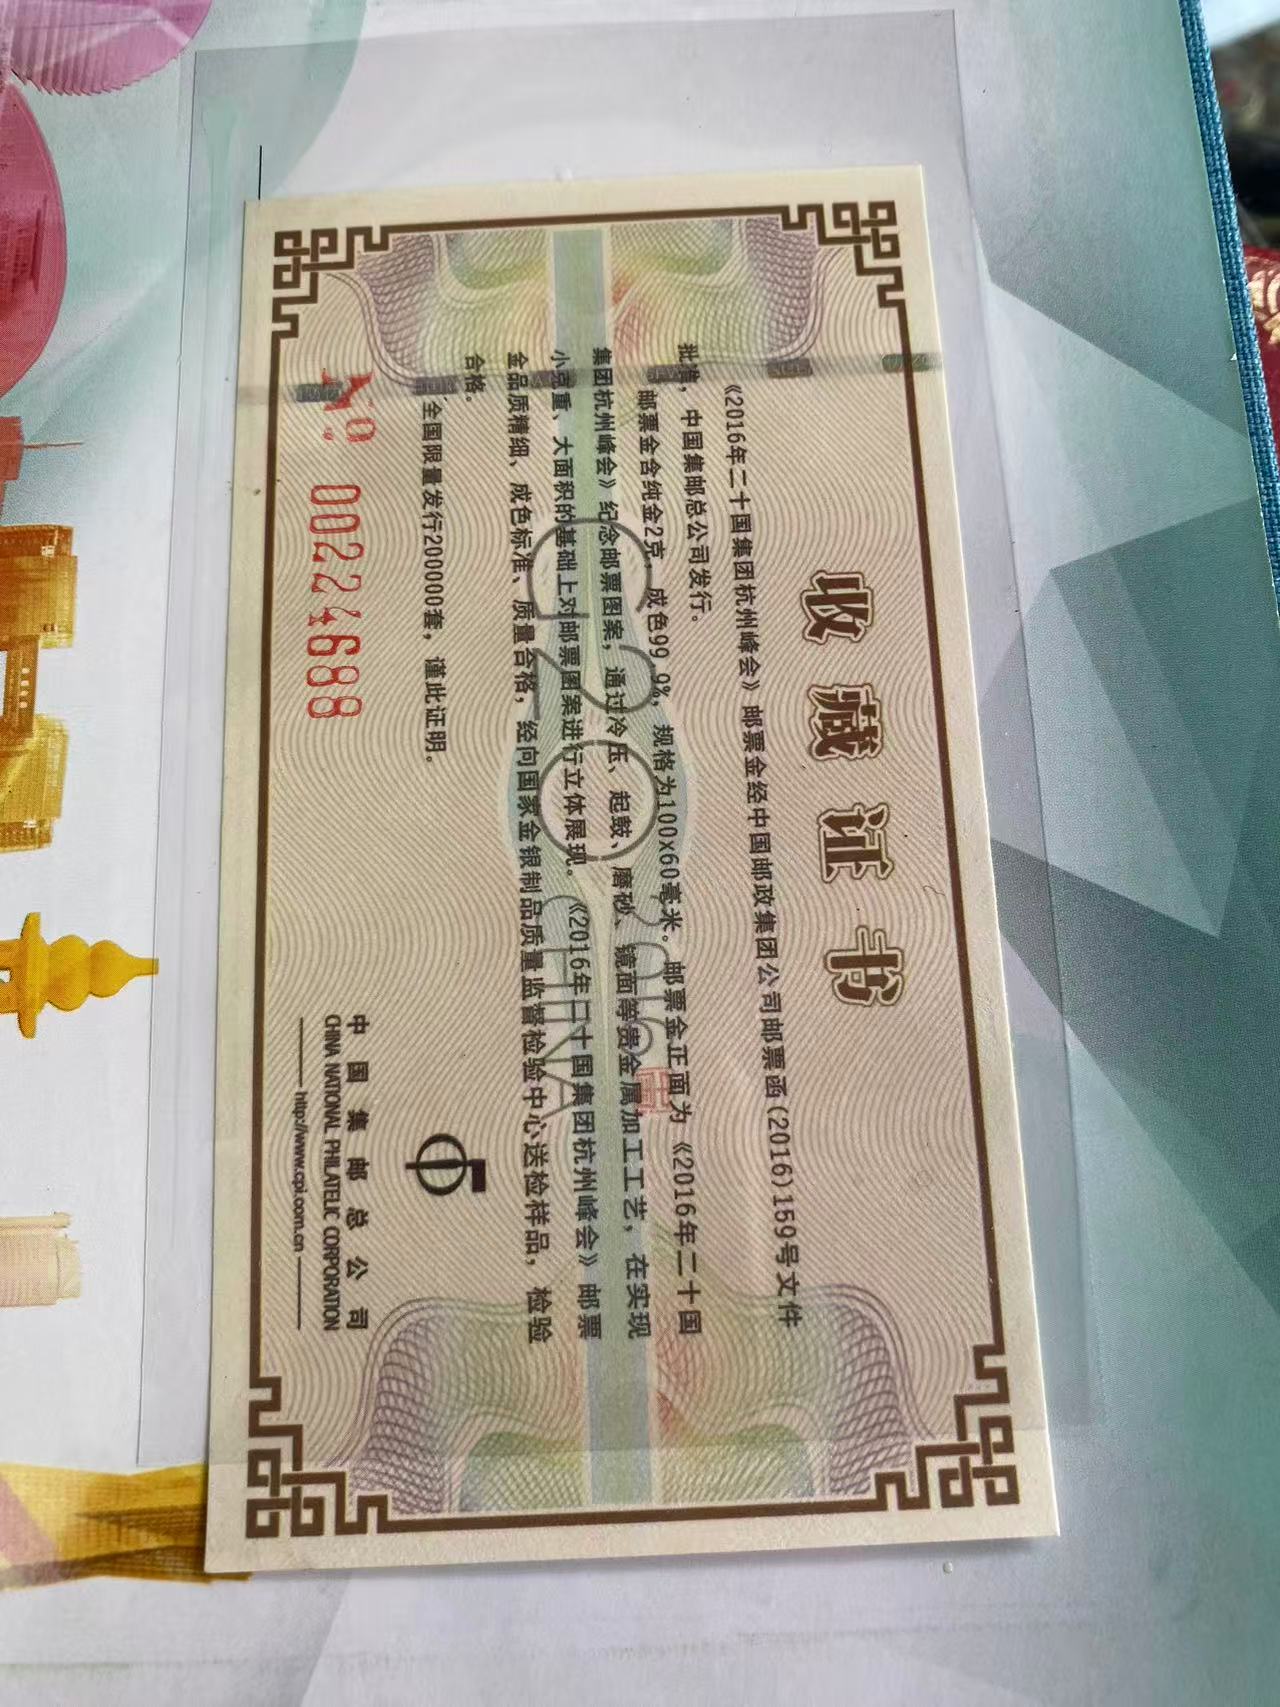 收藏证书
《2016年二十国集团杭州峰会》邮票金经中国邮政集团公司邮票函(2016)159号文件
批准，中国集邮总公司发行。
邮票金含纯金2克，成色99.9%，规格为100x60毫米。邮票金正面为《2016年二十国
集团杭州峰会》纪念邮票图案，通过冷压、起鼓、磨砂、镜面等贵金属加工工艺，在实现
小克重、大面积的基础上对邮票图案进行立体展现。《2016年二十国集团杭州峰会》邮票
金品质精细、成色标准、质量合格，经向国家金银制品质量监督检验中心送检样品，检验
合格。
全国限量发行200000套，谨此证明。
G20
2016
CHINA
No. 00224688
中国集邮总公司
CHINA NATIONAL PHILATELIC CORPORATION
http://www.cpi.com.cn